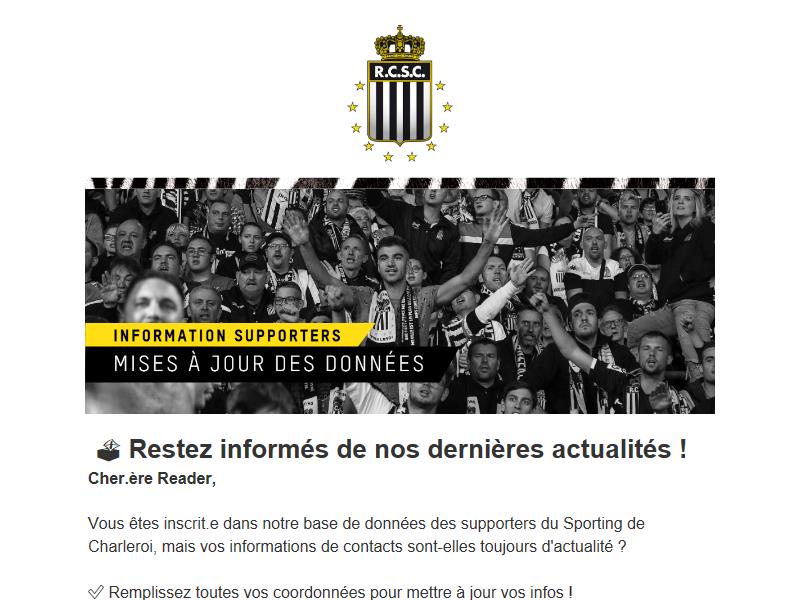 R.C.S.C.
INFORMATION SUPPORTERS
MISES À JOUR DES DONNÉES
🗳 Restez informés de nos dernières actualités !
Cher.ère Reader,
Vous êtes inscrit.e dans notre base de données des supporters du Sporting de
Charleroi, mais vos informations de contacts sont-elles toujours d'actualité ?
✅ Remplissez toutes vos coordonnées pour mettre à jour vos infos !